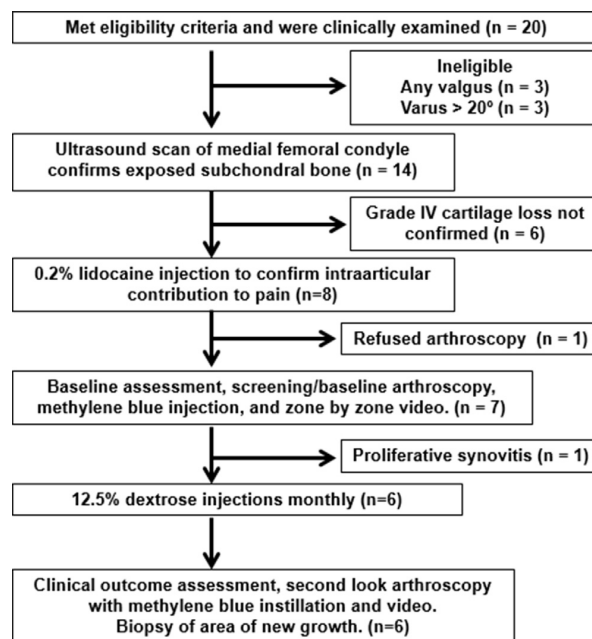 Met eligibility criteria and were clinically examined (n = 20)
Ineligible
Any valgus (n = 3)
Varus > 20º (n = 3)
Ultrasound scan of medial femoral condyle
confirms exposed subchondral bone (n = 14)
Grade IV cartilage loss not
confirmed (n = 6)
0.2% lidocaine injection to confirm intraarticular
contribution to pain (n=8)
Refused arthroscopy (n = 1)
Baseline assessment, screening/baseline arthroscopy,
methylene blue injection, and zone by zone video. (n = 7)
Proliferative synovitis (n = 1)
12.5% dextrose injections monthly (n=6)
Clinical outcome assessment, second look arthroscopy
with methylene blue instillation and video.
Biopsy of area of new growth. (n=6)